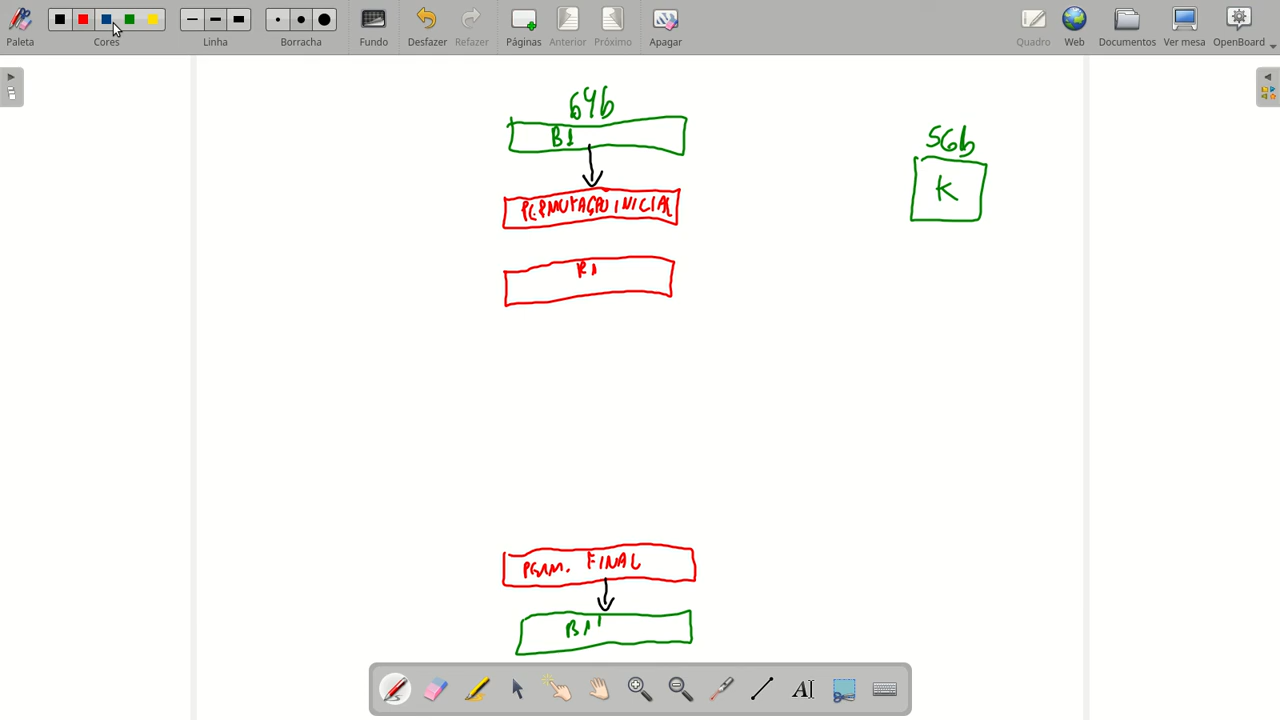 Paleta
Cores
Linha
Borracha
Fundo
Desfazer
Refazer
Páginas
Anterior
Próximo
Apagar
Quadro
Web
Documentos
Ver mesa
OpenBoard
64b
B1
56b
K
PERMUTAÇÃO INICIAL
R1
PERM. FINAL
B1'